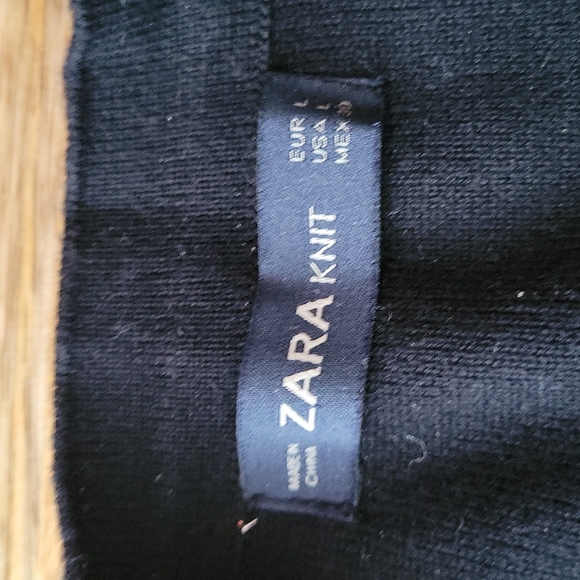 MADE IN
CHINA
ZARA KNIT
EUR L
USA L
MEX